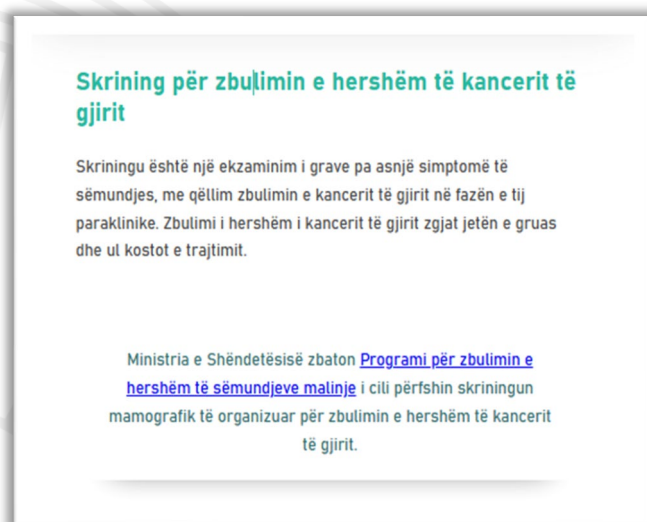 Skrining për zbulimin e hershëm të kancerit të
gjirit
Skriningu është një ekzaminim i grave pa asnjë simptomë të
sëmundjes, me qëllim zbulimin e kancerit të gjirit në fazën e tij
paraklinike. Zbulimi i hershëm i kancerit të gjirit zgjat jetën e gruas
dhe ul kostot e trajtimit.
Ministria e Shëndetësisë zbaton Programi për zbulimin e
hershëm të sëmundjeve malinje i cili përfshin skriningun
mamografik të organizuar për zbulimin e hershëm të kancerit
të gjirit.